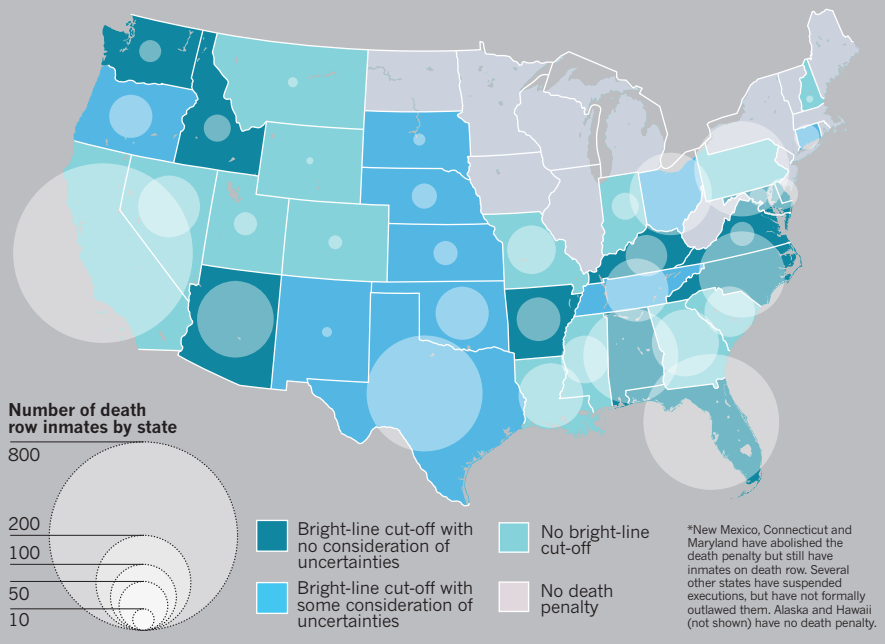 Number of death
row inmates by state
800
200
100
50
10
Bright-line cut-off with
no consideration of
uncertainties
Bright-line cut-off with
some consideration of
uncertainties
No bright-line
cut-off
No death
penalty
*New Mexico, Connecticut and
Maryland have abolished the
death penalty but still have
inmates on death row. Several
other states have suspended
executions, but have not formally
outlawed them. Alaska and Hawaii
(not shown) have no death penalty.